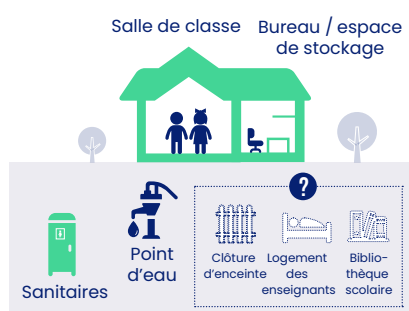 Salle de classe
Bureau / espace
de stockage
?
Point
d'eau
Sanitaires
Clôture
d'enceinte
Logement
des
enseignants
Biblio-
thèque
scolaire